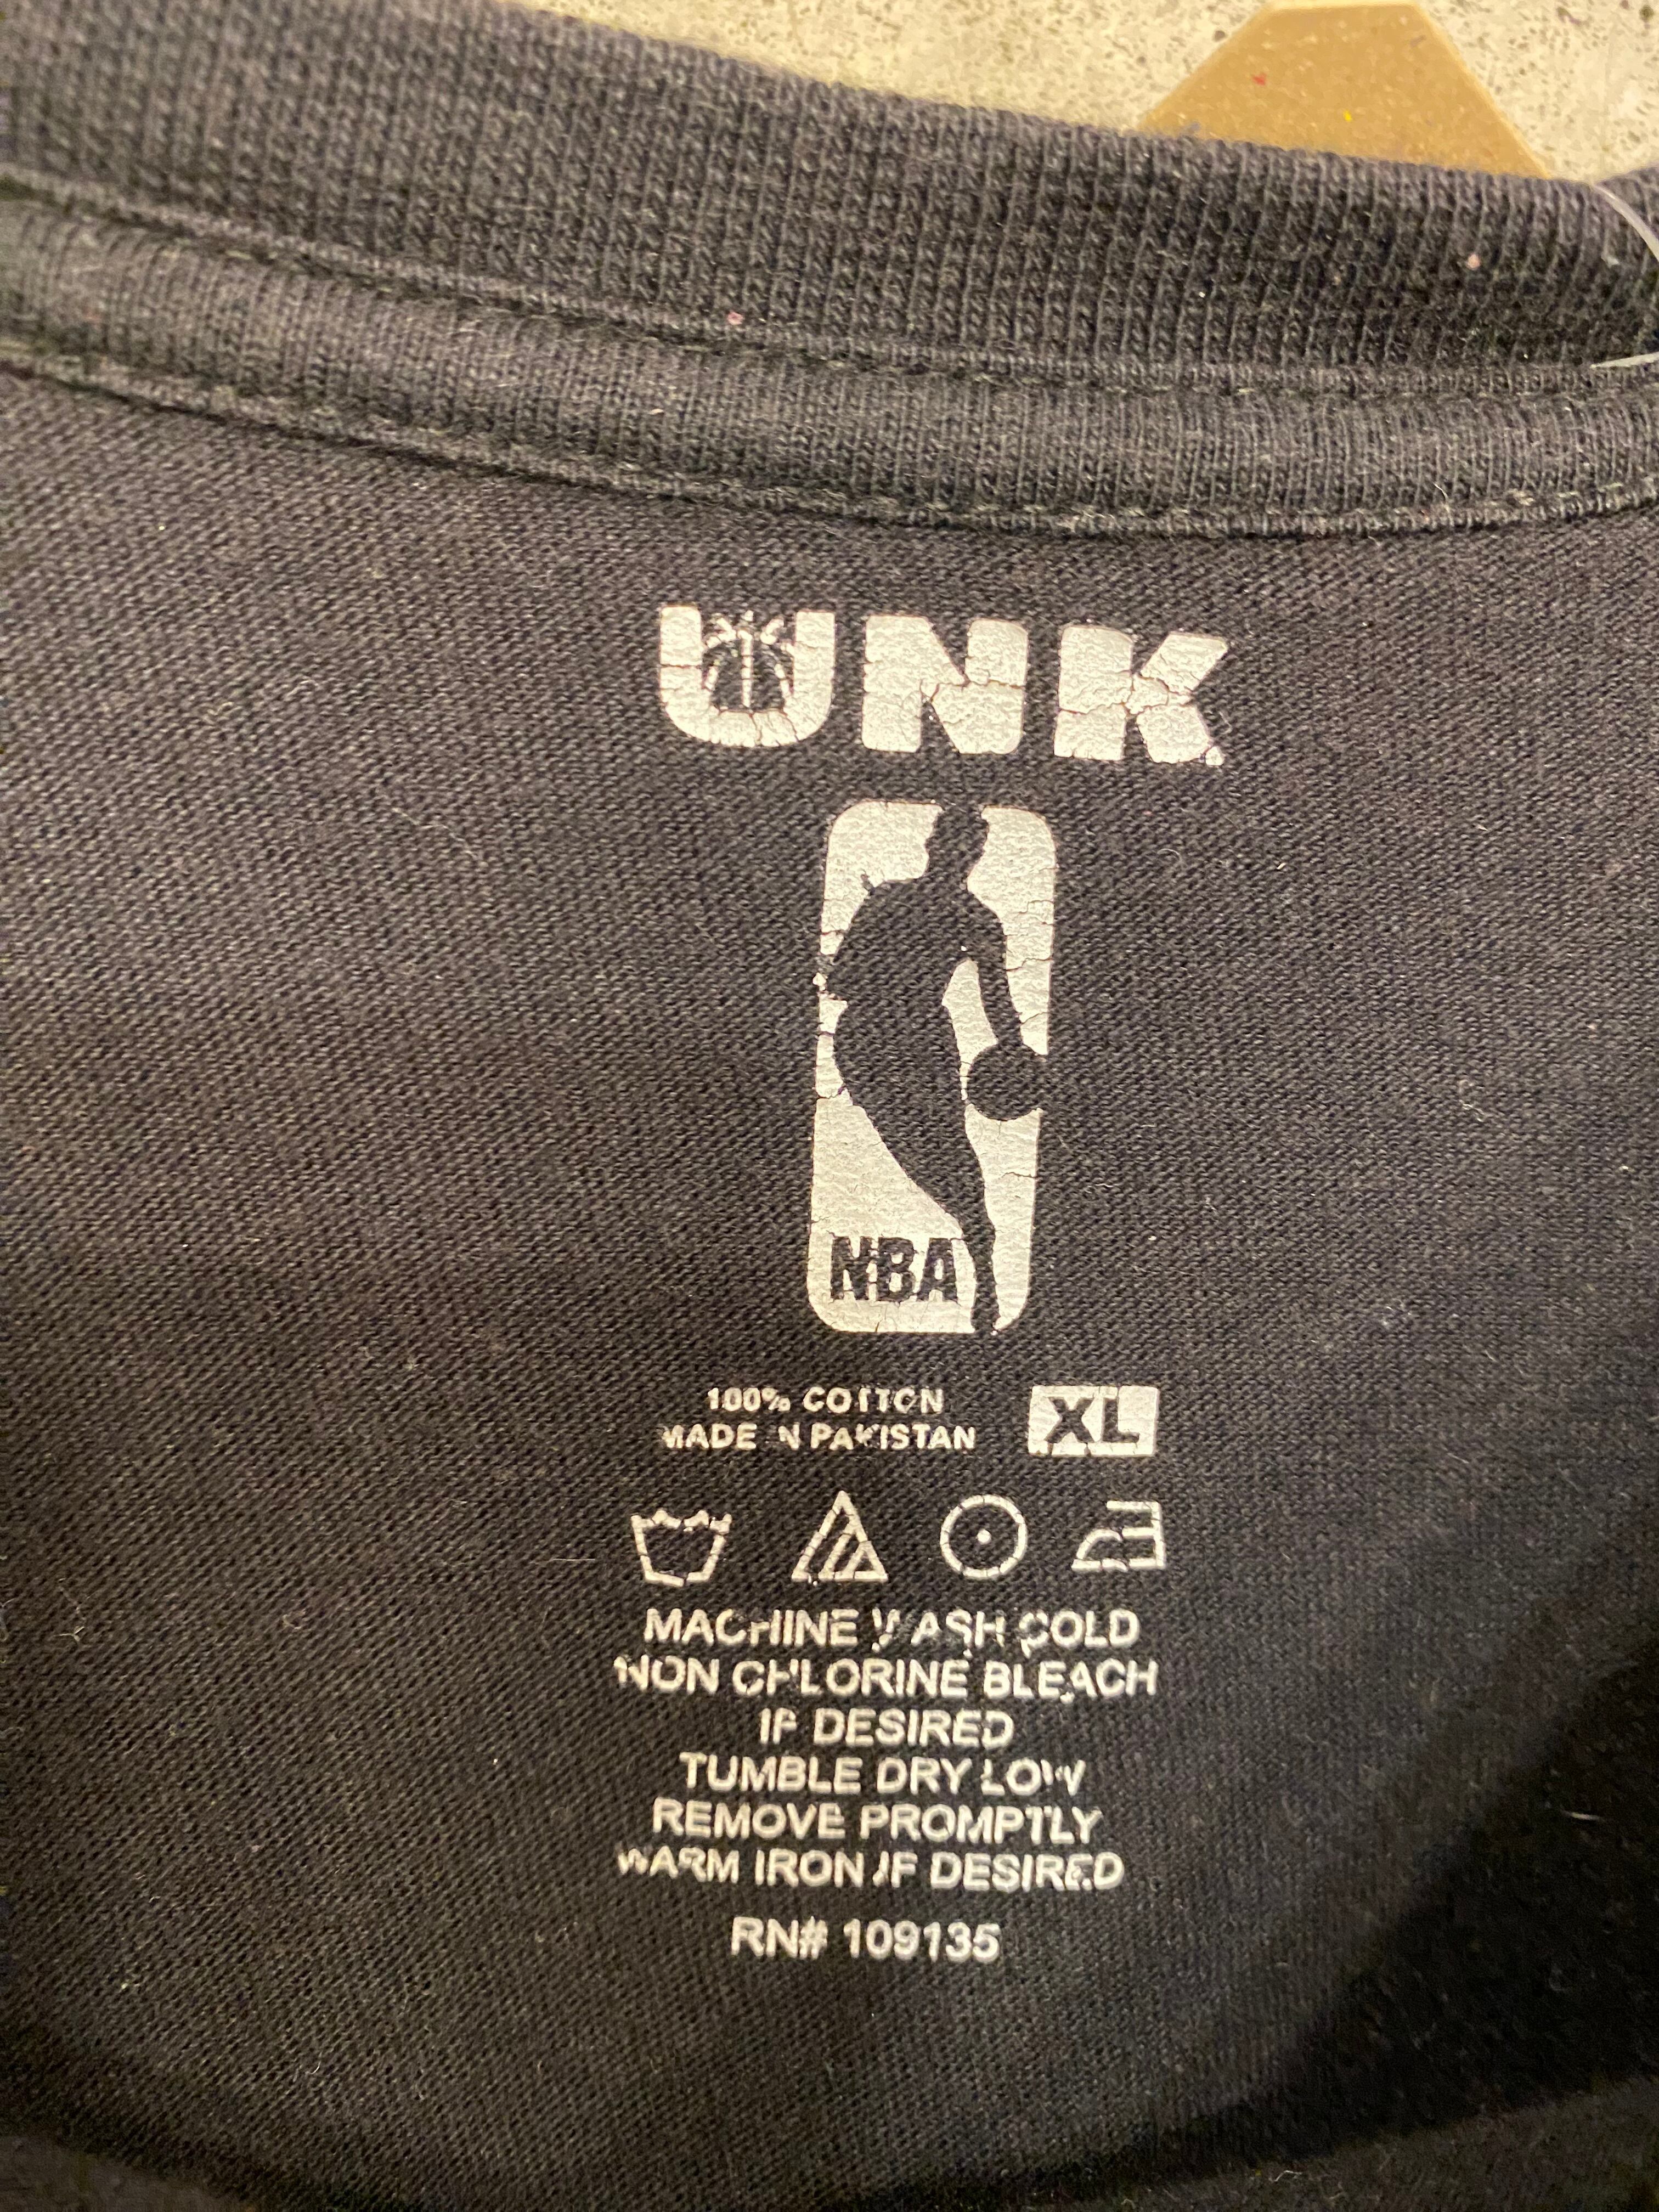 UNK
NBA
100% COTTON
MADE IN PAKISTAN
XL
MACHINE WASH COLD
NON CHLORINE BLEACH
IF DESIRED
TUMBLE DRY LOW
REMOVE PROMPTLY
WARM IRON IF DESIRED
RN# 109135